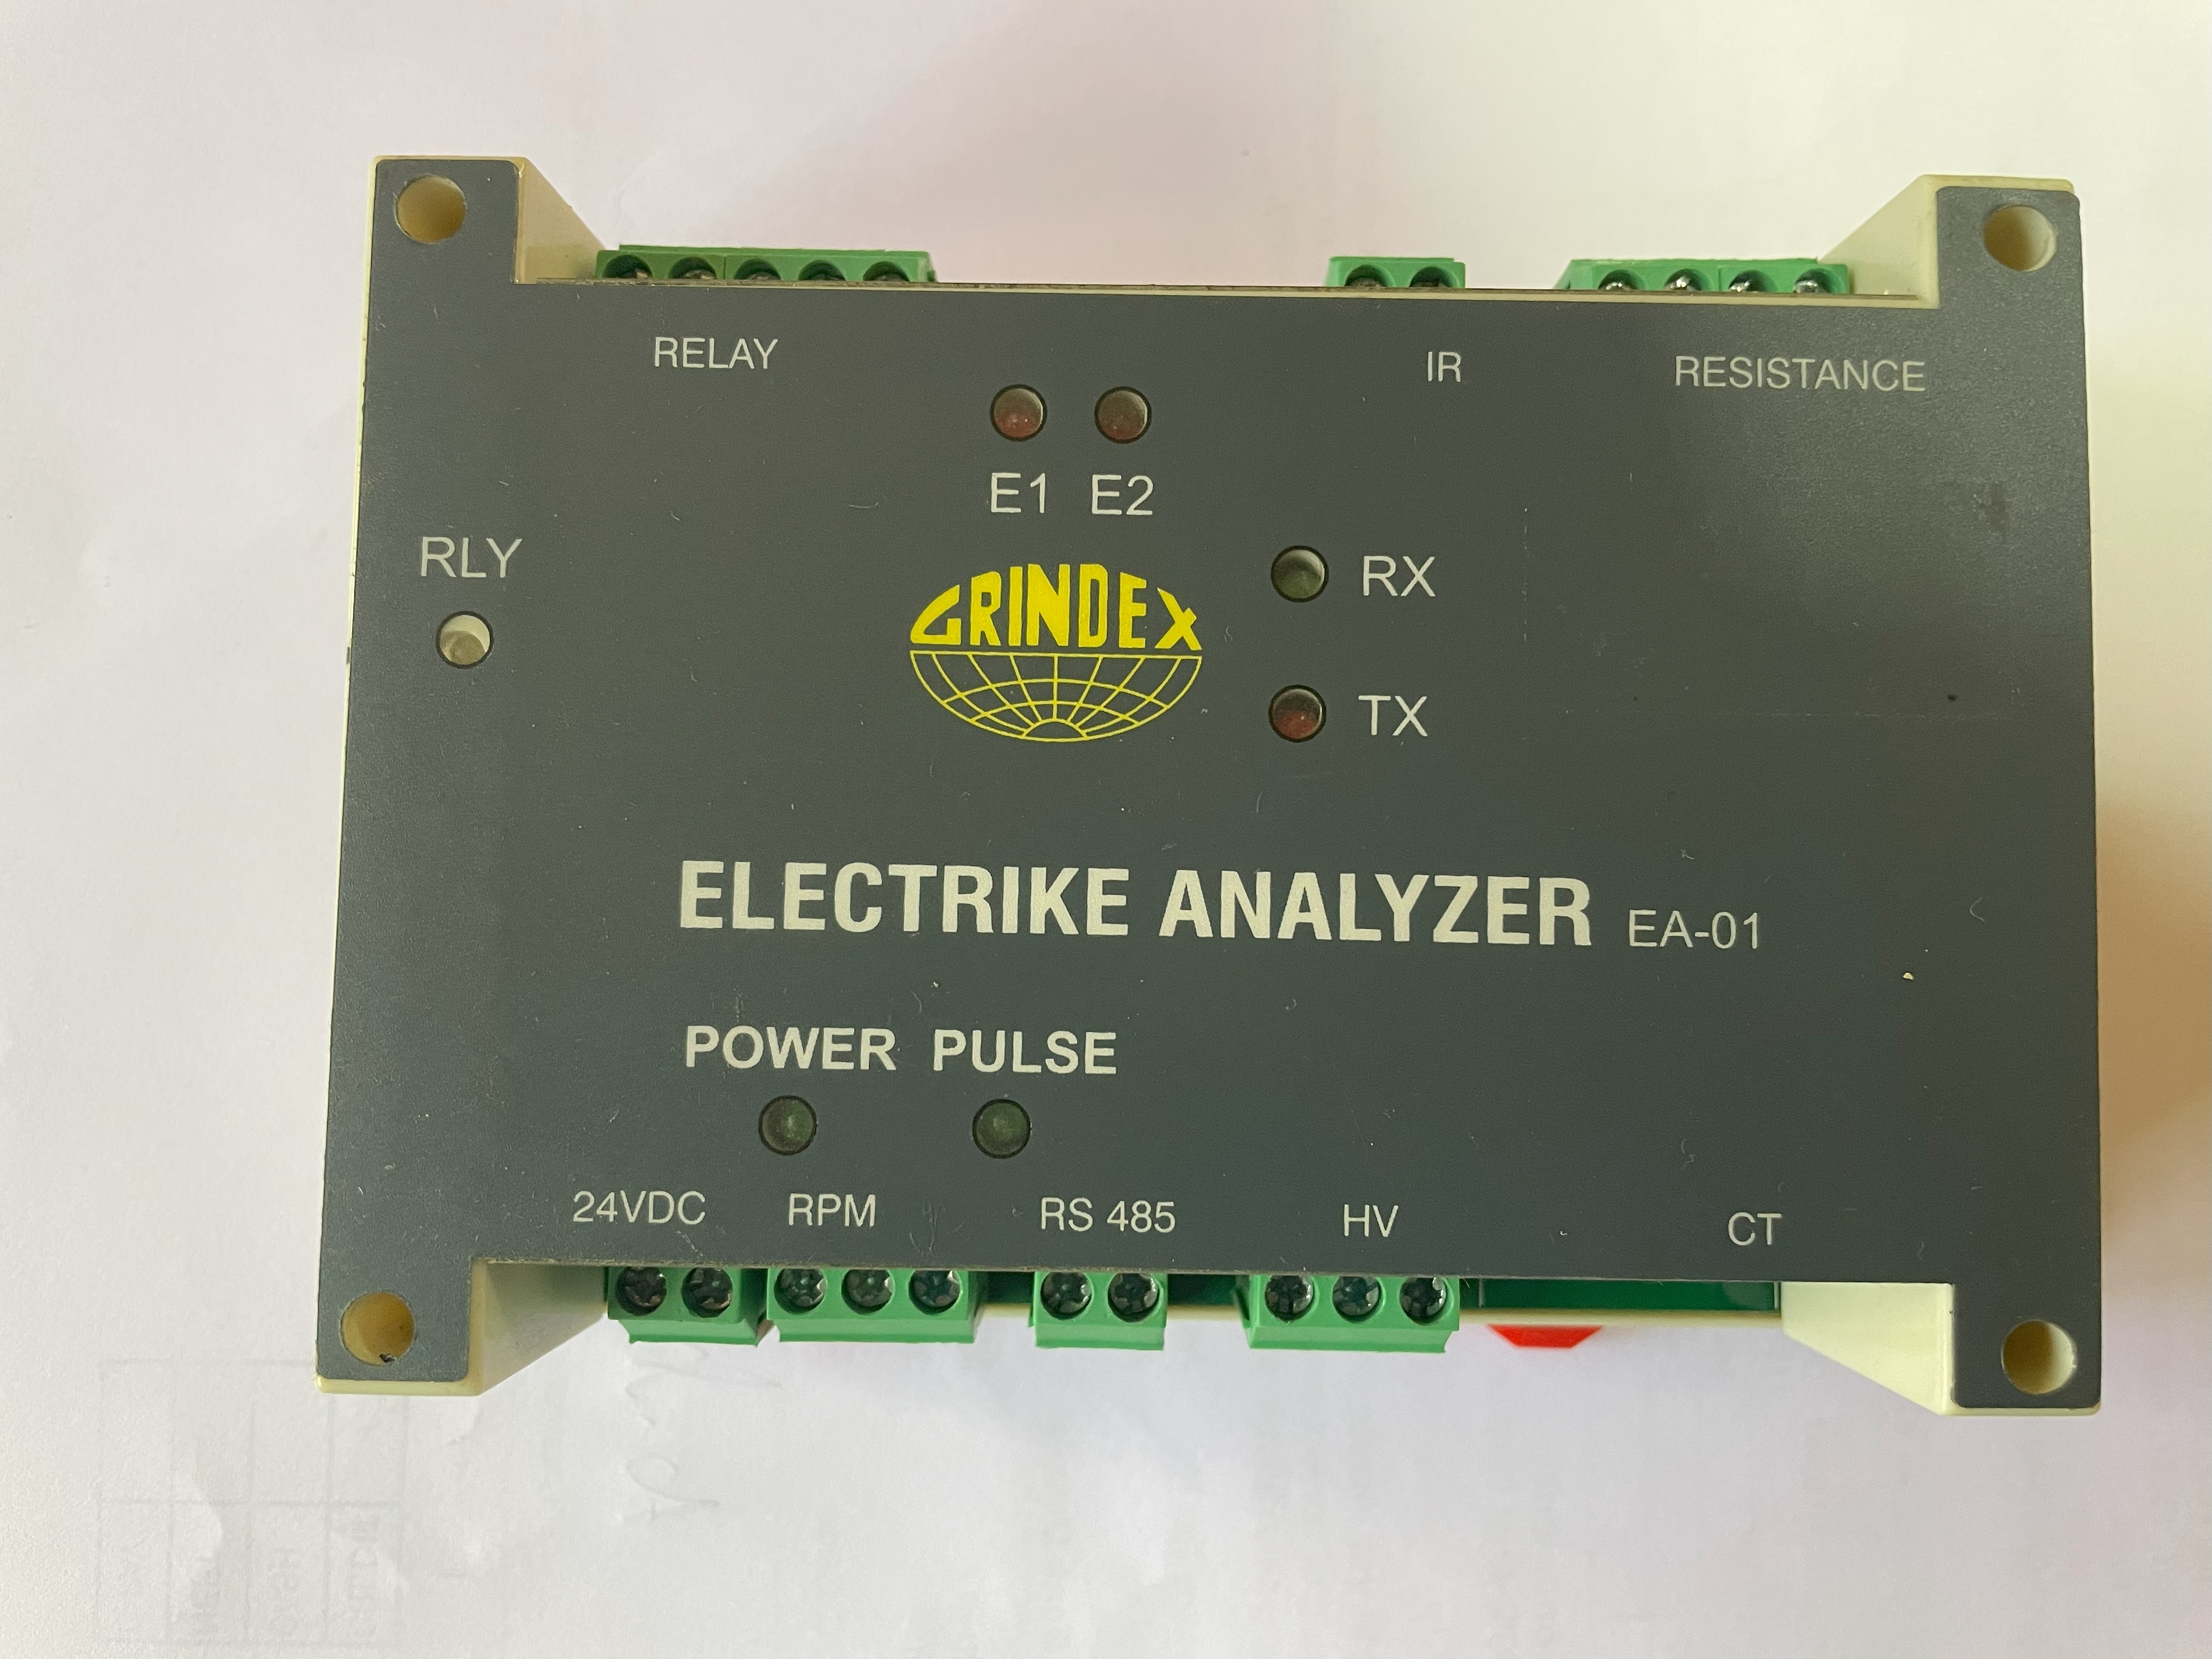 RELAY
IR
RESISTANCE
E1 E2
RLY
GRINDEX
RX
TX
ELECTRIKE ANALYZER EA-01
POWER PULSE
24VDC
RPM
RS 485
HV
CT